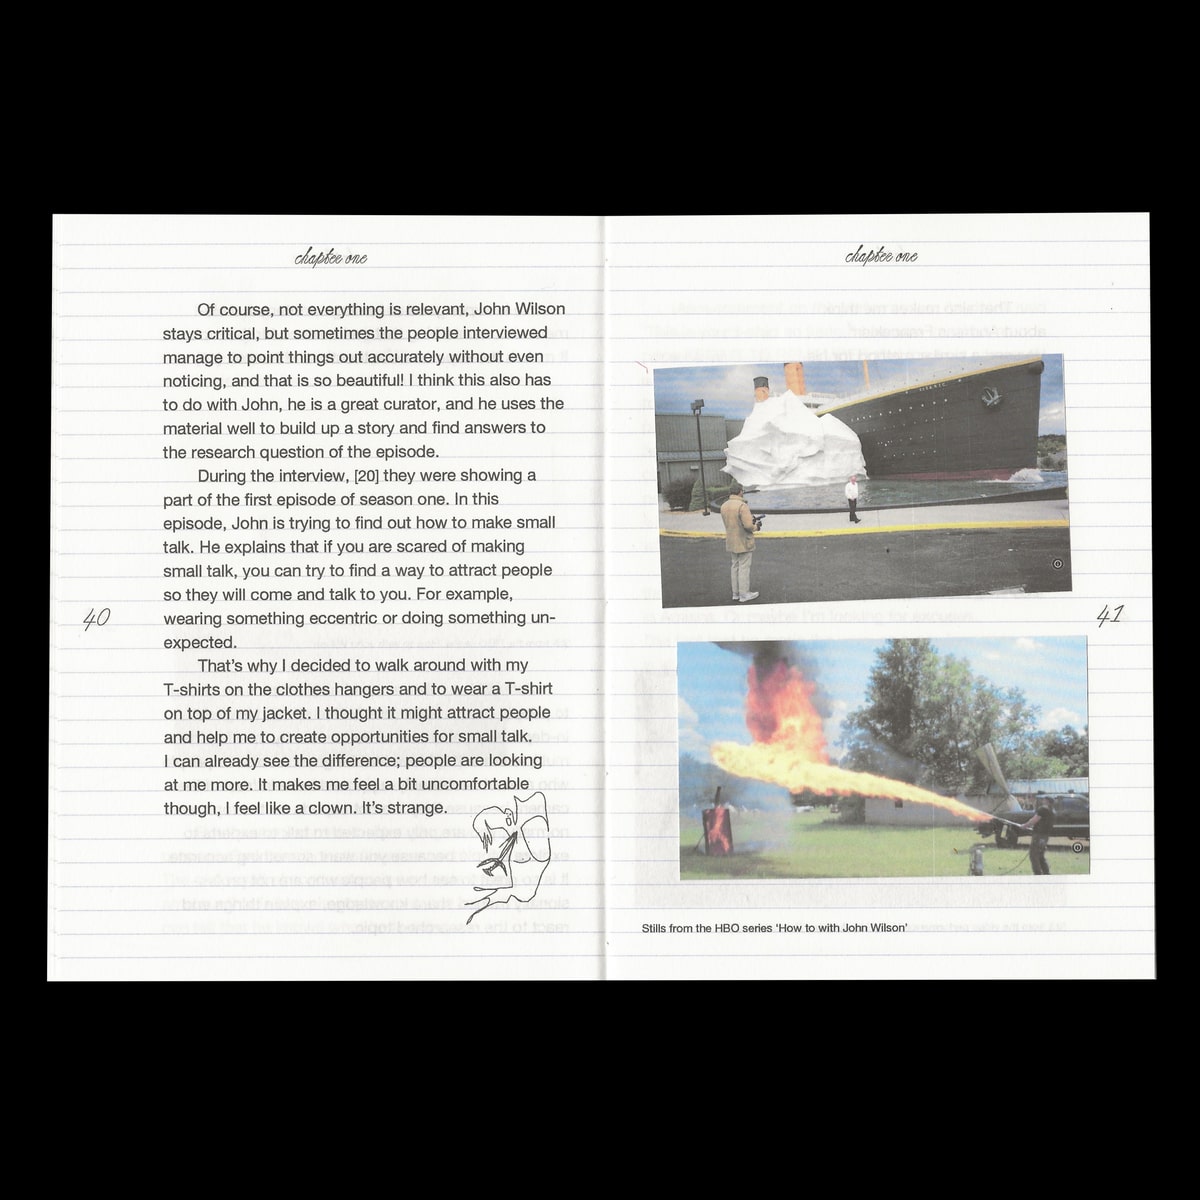 chapter one
Of course, not everything is relevant, John Wilson
stays critical, but sometimes the people interviewed
manage to point things out accurately without even
noticing, and that is so beautiful! I think this also has
to do with John, he is a great curator, and he uses the
material well to build up a story and find answers to
the research question of the episode.
During the interview, [20] they were showing a
part of the first episode of season one. In this
episode, John is trying to find out how to make small
talk. He explains that if you are scared of making
small talk, you can try to find a way to attract people
so they will come and talk to you. For example,
wearing something eccentric or doing something un-
expected.
That’s why I decided to walk around with my
T-shirts on the clothes hangers and to wear a T-shirt
on top of my jacket. I thought it might attract people
and help me to create opportunities for small talk.
I can already see the difference; people are looking
at me more. It makes me feel a bit uncomfortable
though, I feel like a clown. It’s strange.
40
chapter one
TITANIC
41
Stills from the HBO series ‘How to with John Wilson’